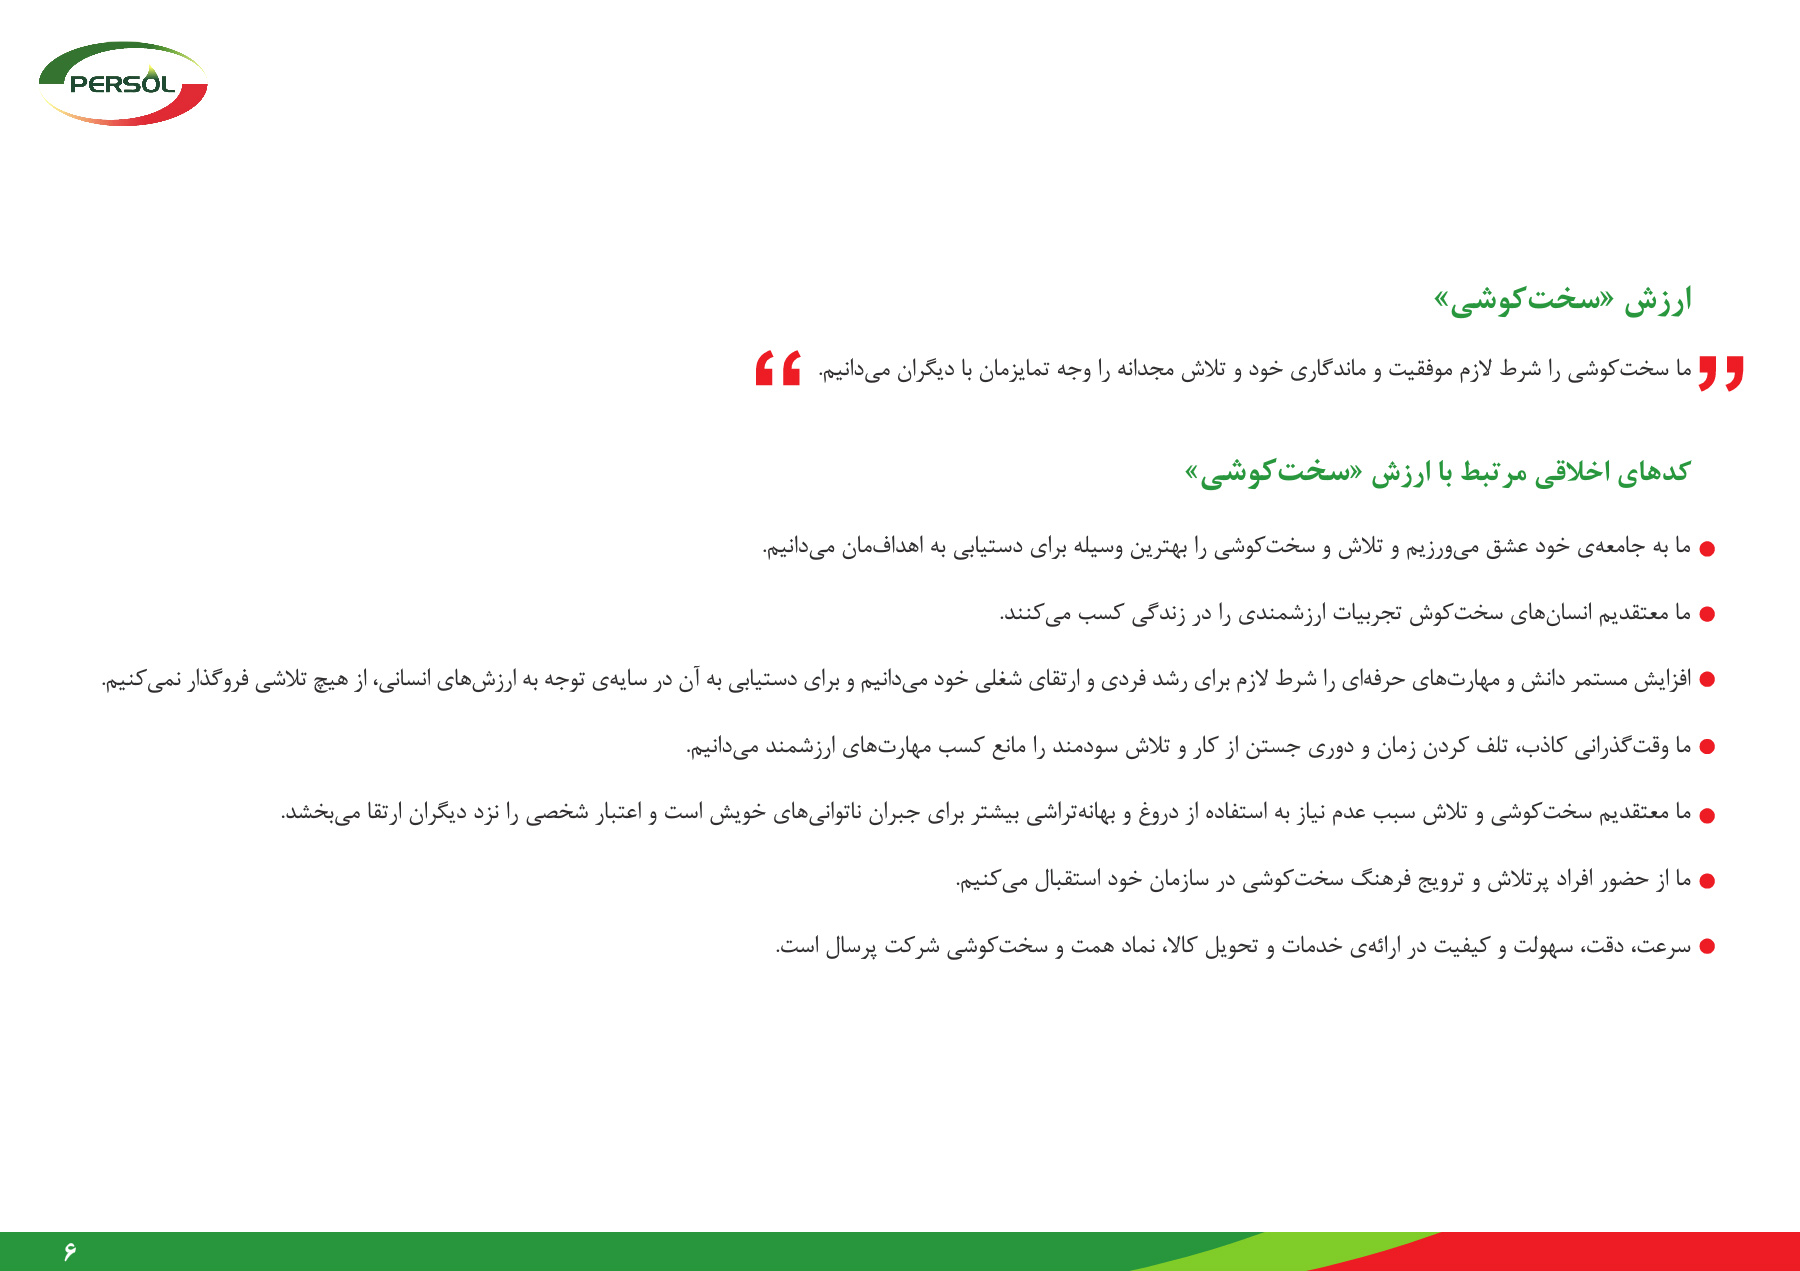 PERSOL
ارزش «سخت‌کوشی»
ما سخت‌کوشی را شرط لازم موفقیت و ماندگاری خود و تلاش مجدانه را وجه تمایزمان با دیگران می‌دانیم.
کدهای اخلاقی مرتبط با ارزش «سخت‌کوشی»
● ما به جامعه‌ی خود عشق می‌ورزیم و تلاش و سخت‌کوشی را بهترین وسیله برای دستیابی به اهداف‌مان می‌دانیم.
● ما معتقدیم انسان‌های سخت‌کوش تجربیات ارزشمندی را در زندگی کسب می‌کنند.
● افزایش مستمر دانش و مهارت‌های حرفه‌ای را شرط لازم برای رشد فردی و ارتقای شغلی خود می‌دانیم و برای دستیابی به آن در سایه‌ی توجه به ارزش‌های انسانی، از هیچ تلاشی فروگذار نمی‌کنیم.
● ما وقت‌گذرانی کاذب، تلف کردن زمان و دوری جستن از کار و تلاش سودمند را مانع کسب مهارت‌های ارزشمند می‌دانیم.
● ما معتقدیم سخت‌کوشی و تلاش سبب عدم نیاز به استفاده از دروغ و بهانه‌تراشی بیشتر برای جبران ناتوانی‌های خویش است و اعتبار شخصی را نزد دیگران ارتقا می‌بخشد.
● ما از حضور افراد پرتلاش و ترویج فرهنگ سخت‌کوشی در سازمان خود استقبال می‌کنیم.
● سرعت، دقت، سهولت و کیفیت در ارائه‌ی خدمات و تحویل کالا، نماد همت و سخت‌کوشی شرکت پرسال است.
۶